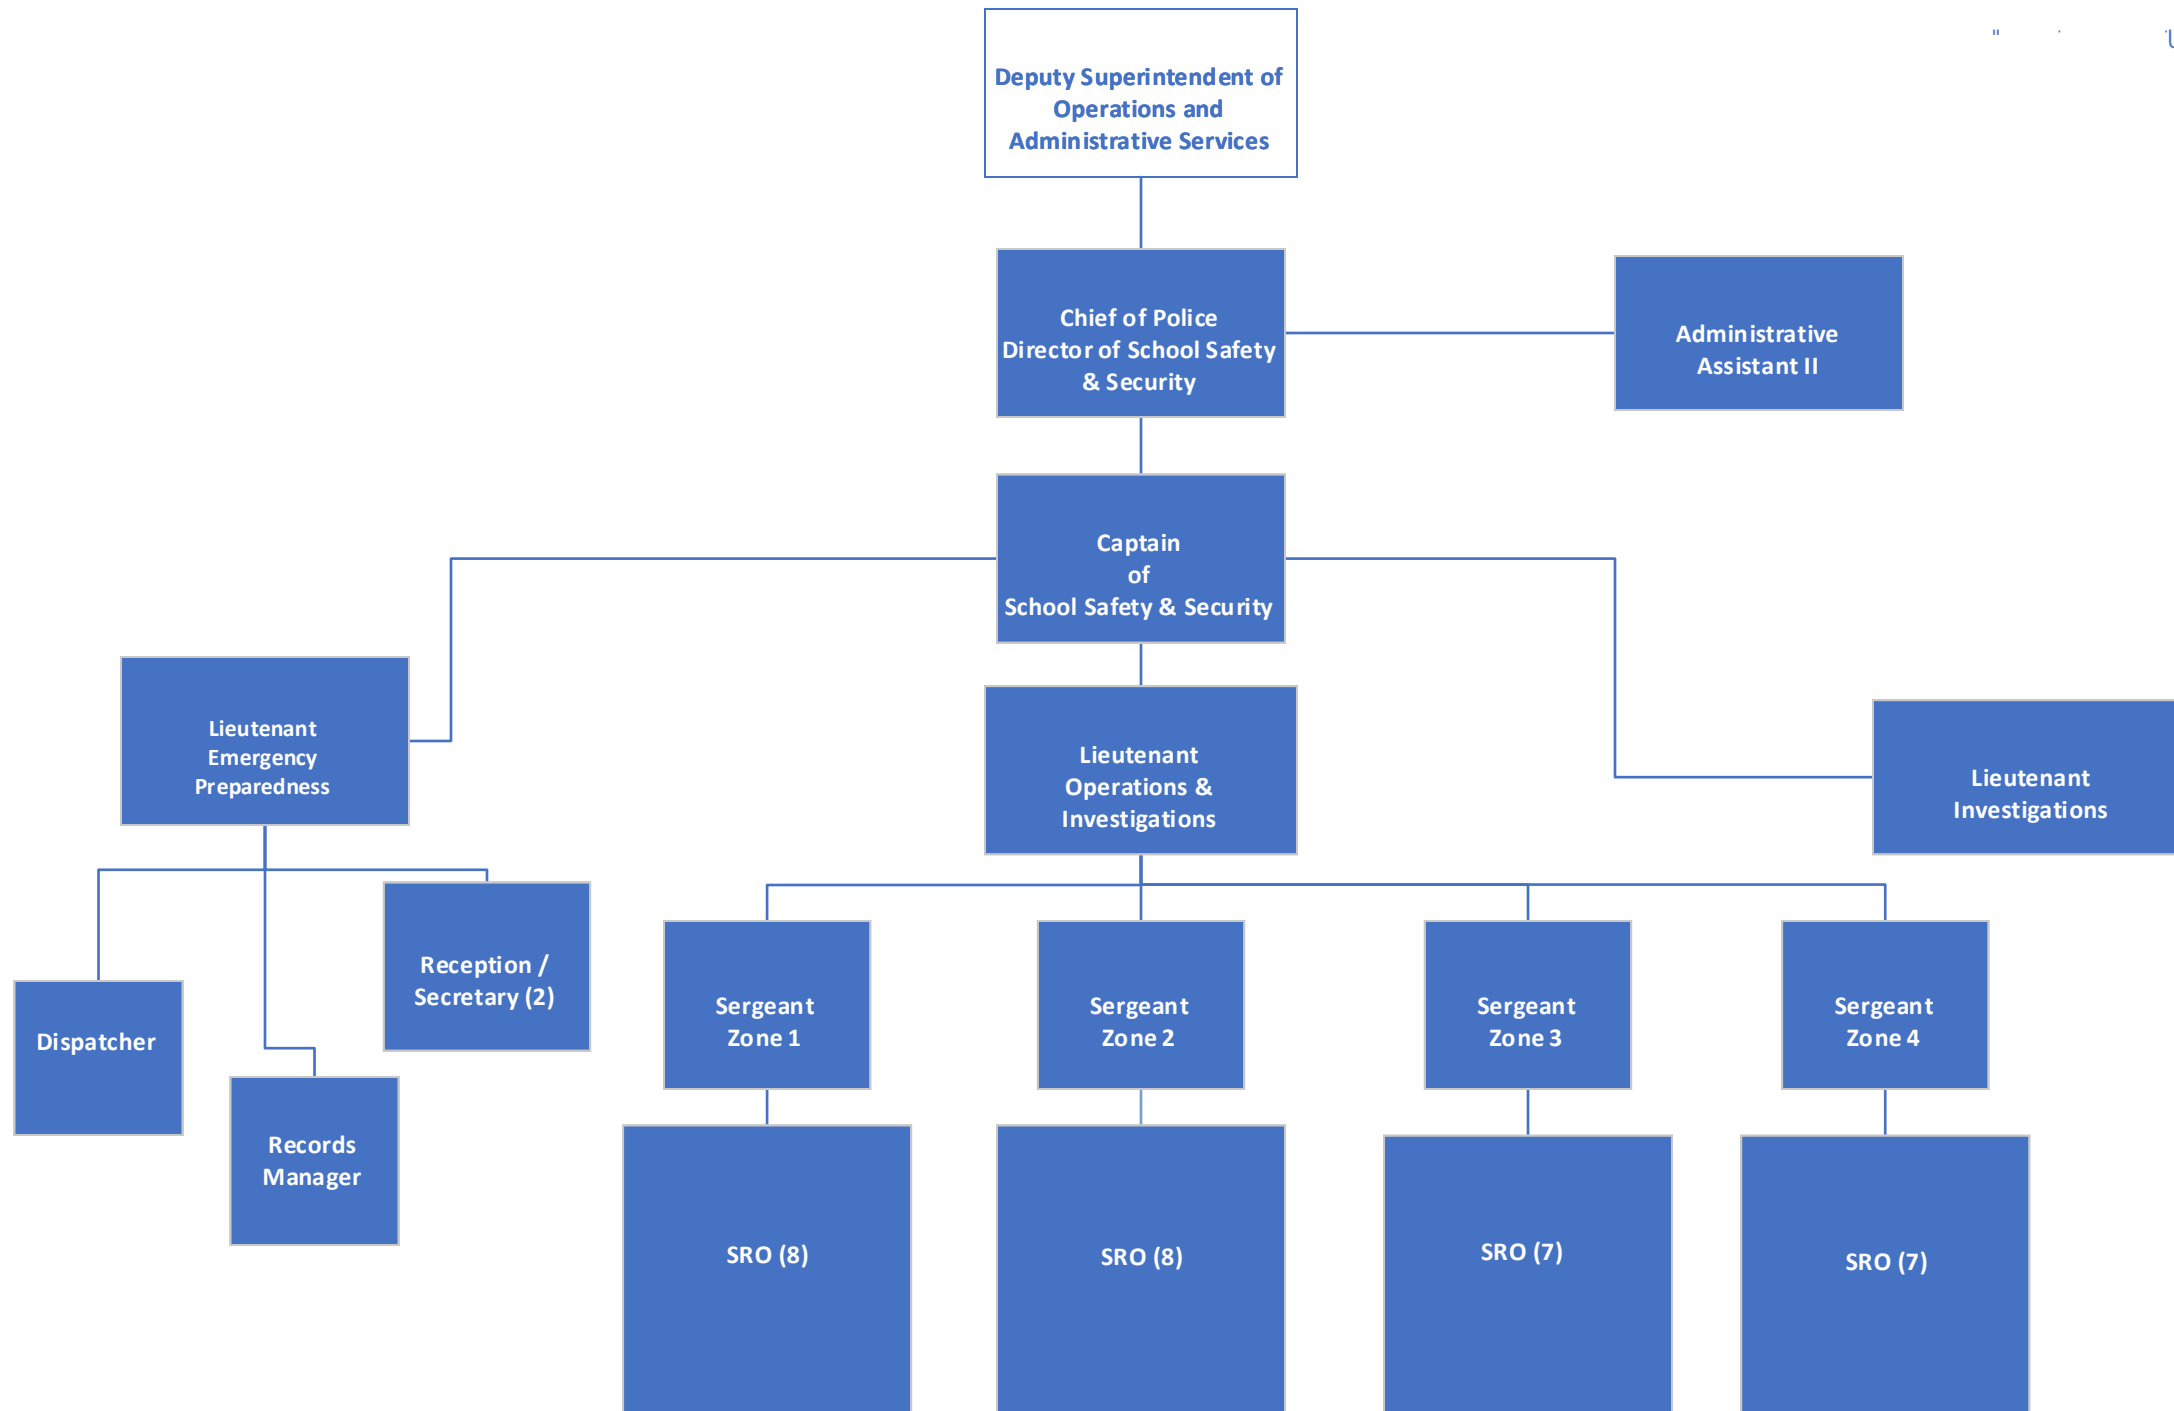 Deputy Superintendent of
Operations and
Administrative Services
Chief of Police
Director of School Safety
& Security
Administrative
Assistant II
Captain
of
School Safety & Security
Lieutenant
Emergency
Preparedness
Lieutenant
Operations &
Investigations
Lieutenant
Investigations
Reception /
Secretary (2)
Dispatcher
Records
Manager
Sergeant
Zone 1
Sergeant
Zone 2
Sergeant
Zone 3
Sergeant
Zone 4
SRO (8)
SRO (8)
SRO (7)
SRO (7)